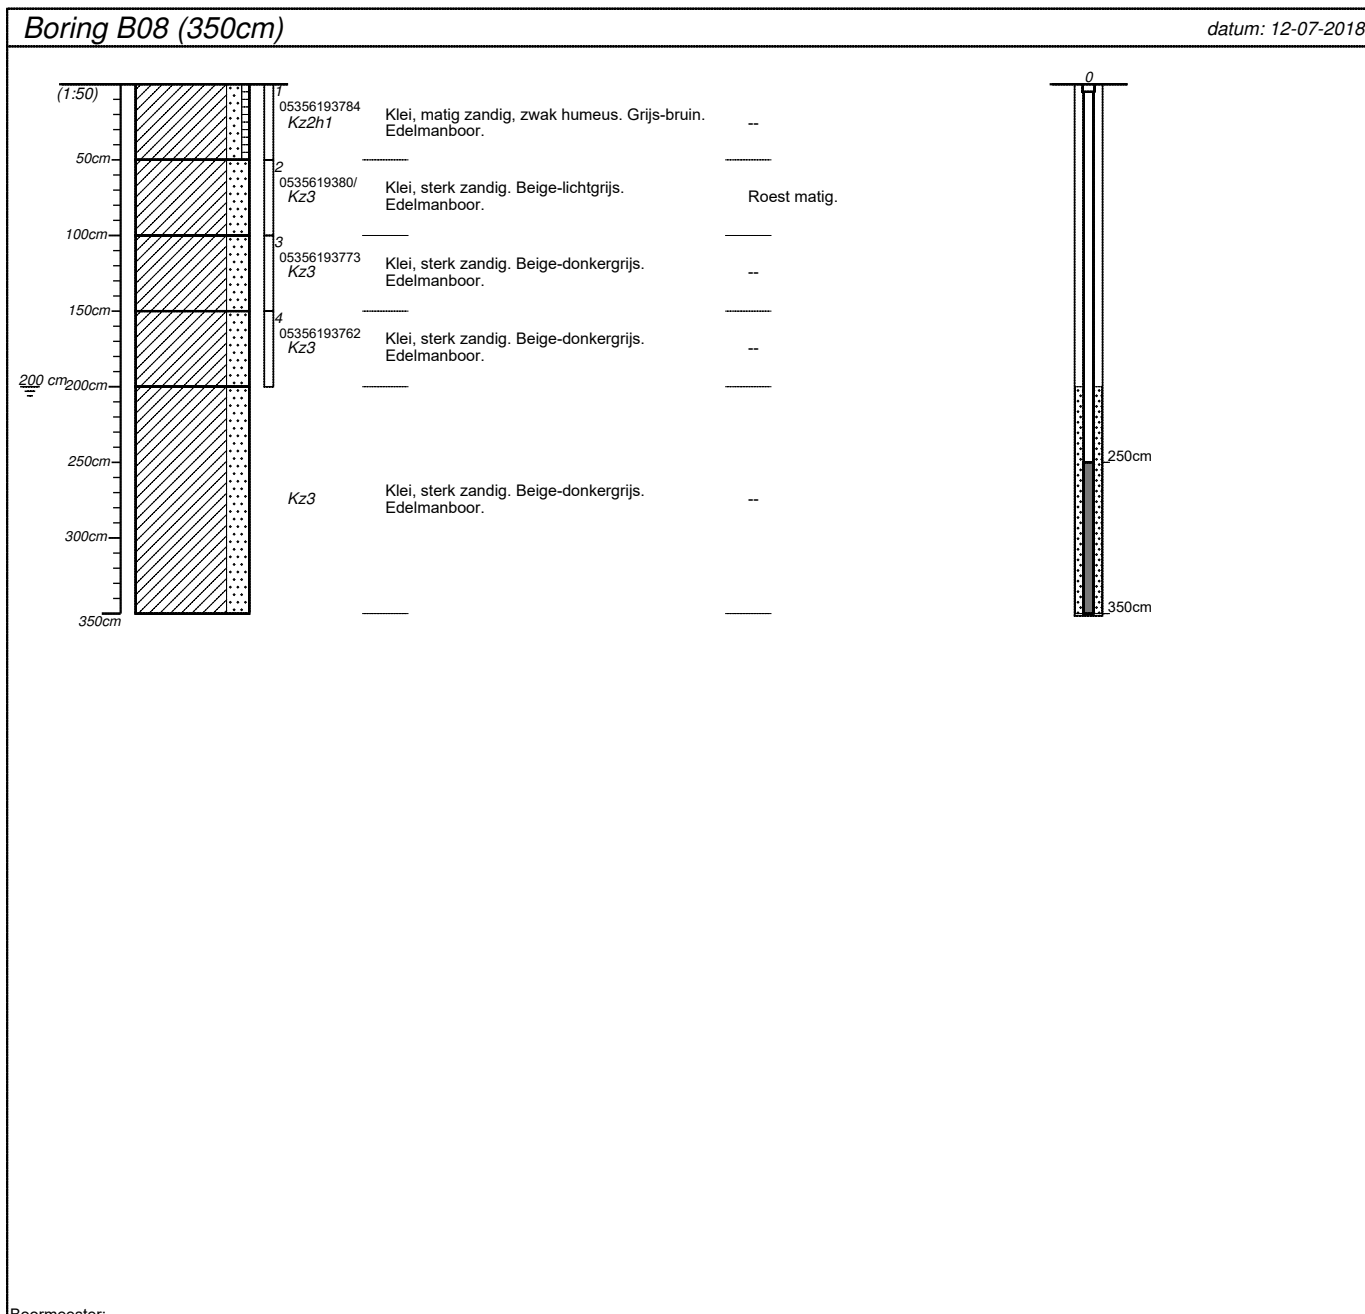 Boring B08 (350cm)
datum: 12-07-2018
(1:50)
0
1
05356193784
Kz2h1
Klei, matig zandig, zwak humeus. Grijs-bruin.
Edelmanboor.
--
50cm
2
0535619380/
Kz3
Klei, sterk zandig. Beige-lichtgrijs.
Edelmanboor.
Roest matig.
100cm
3
05356193773
Kz3
Klei, sterk zandig. Beige-donkergrijs.
Edelmanboor.
--
150cm
4
05356193762
Kz3
Klei, sterk zandig. Beige-donkergrijs.
Edelmanboor.
--
200 cm
200cm
250cm
250cm
Kz3
Klei, sterk zandig. Beige-donkergrijs.
Edelmanboor.
--
300cm
350cm
350cm